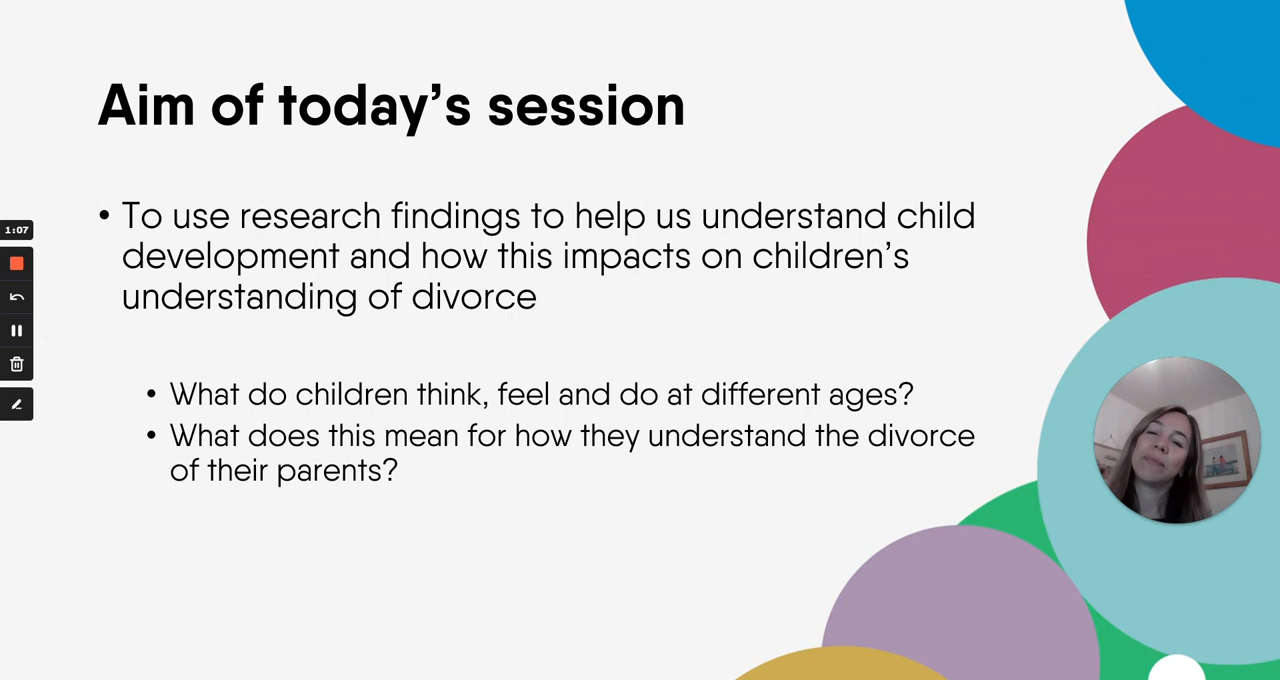 Aim of today’s session
• To use research findings to help us understand child
development and how this impacts on children’s
understanding of divorce
1:07
• What do children think, feel and do at different ages?
• What does this mean for how they understand the divorce
of their parents?